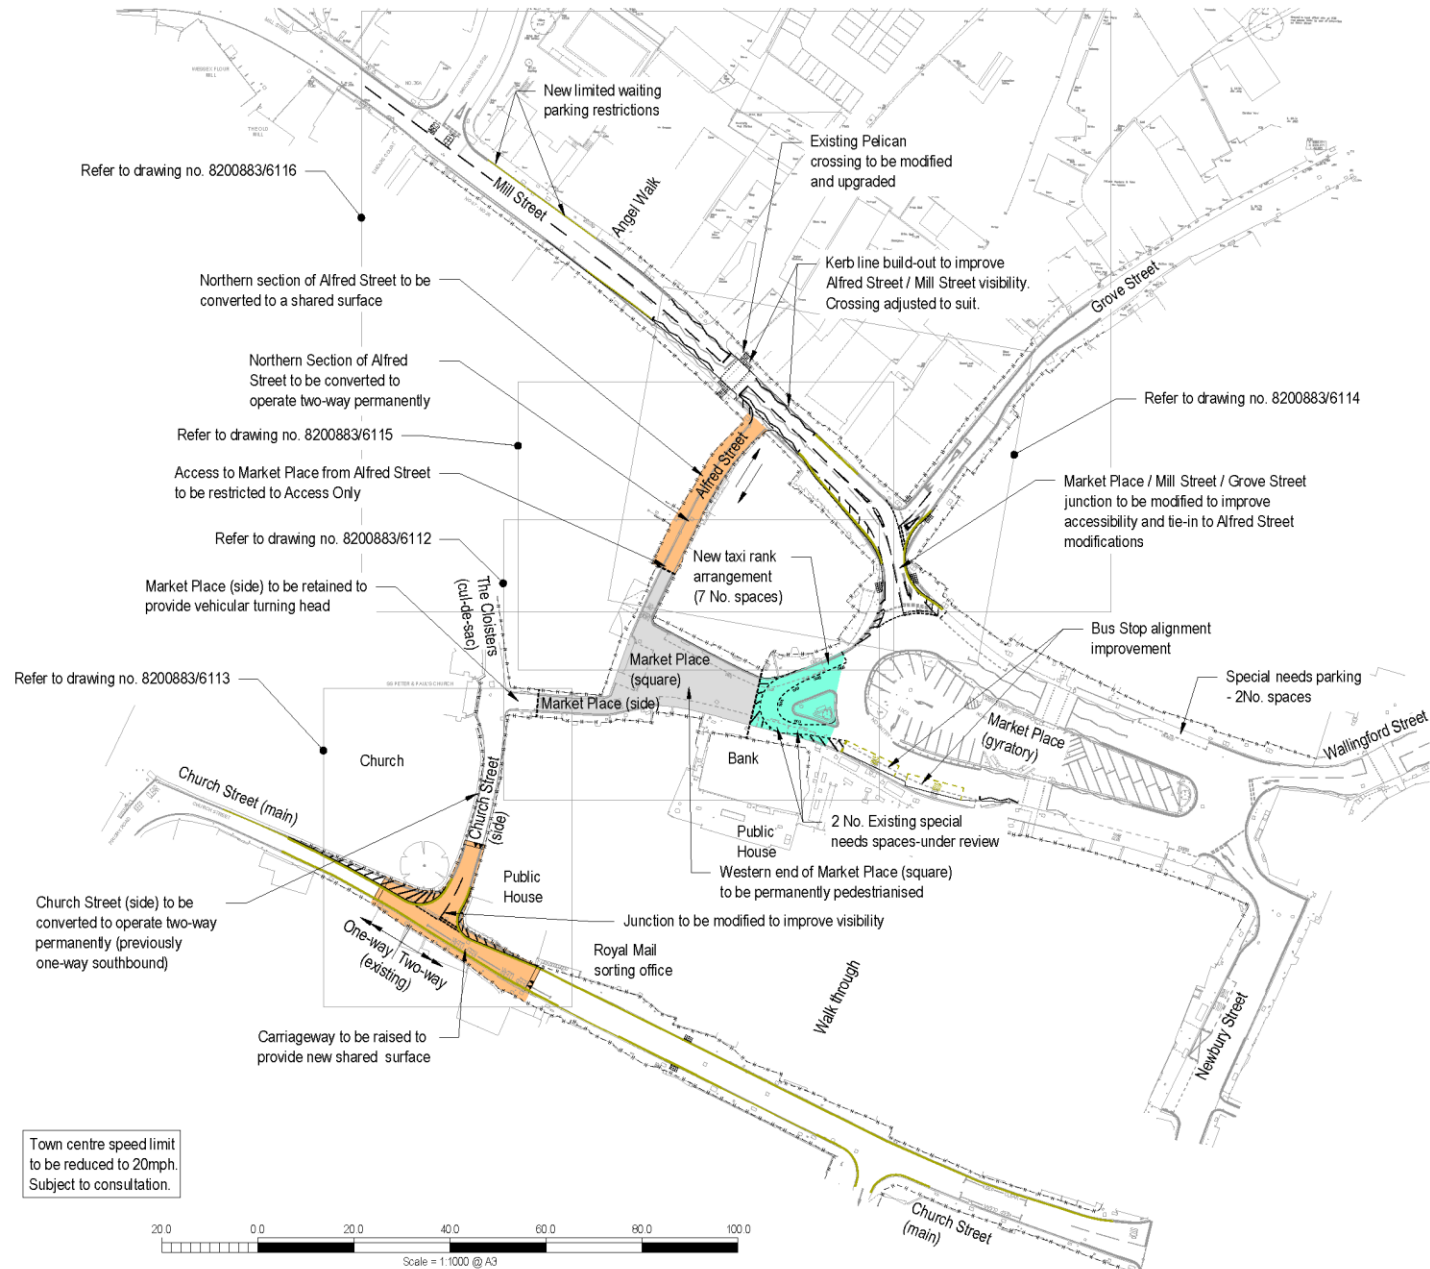 MILL STREET
THE OLD
MILL
New limited waiting
parking restrictions
Existing Pelican
crossing to be modified
and upgraded
Refer to drawing no. 8200883/6116
Mill Street
Angel Walk
Kerb line build-out to improve
Alfred Street / Mill Street visibility.
Crossing adjusted to suit.
Grove Street
Northern section of Alfred Street to be
converted to a shared surface
Northern Section of Alfred
Street to be converted to
operate two-way permanently
Refer to drawing no. 8200883/6114
Refer to drawing no. 8200883/6115
Alfred Street
Access to Market Place from Alfred Street
to be restricted to Access Only
Market Place / Mill Street / Grove Street
junction to be modified to improve
accessibility and tie-in to Alfred Street
modifications
Refer to drawing no. 8200883/6112
New taxi rank
arrangement
(7 No. spaces)
Market Place (side) to be retained to
provide vehicular turning head
The Cloisters
(cul-de-sac)
Bus Stop alignment
improvement
Market Place
(square)
Special needs parking
- 2No. spaces
Refer to drawing no. 8200883/6113
SS PETER & PAUL'S CHURCH
Market Place (side)
Market Place
(gyratory)
Wallingford Street
Church
Bank
Church Street (main)
CHURCH STREET
Church Street
(side)
Public
House
2 No. Existing special
needs spaces-under review
Western end of Market Place (square)
to be permanently pedestrianised
Public
House
Church Street (side) to be
converted to operate two-way
permanently (previously
one-way southbound)
Junction to be modified to improve visibility
One-way
(existing)
Two-way
Royal Mail
sorting office
Walk through
Newbury Street
Carriageway to be raised to
provide new shared surface
Town centre speed limit
to be reduced to 20mph.
Subject to consultation.
Church Street
(main)
20.0 0.0 20.0 40.0 60.0 80.0 100.0
Scale = 1:1000 @ A3